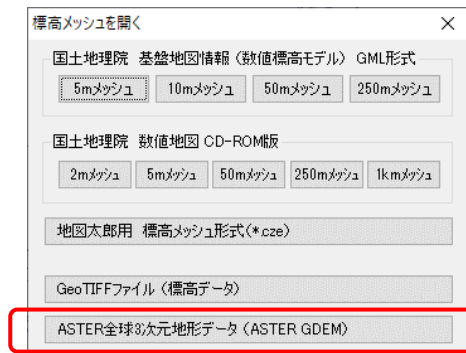 標高メッシュを開く
国土地理院 基盤地図情報（数値標高モデル） GML形式
5mメッシュ 10mメッシュ 50mメッシュ 250mメッシュ
国土地理院 数値地図 CD-ROM版
2mメッシュ 5mメッシュ 50mメッシュ 250mメッシュ 1kmメッシュ
地図太郎用 標高メッシュ形式(*.cze)
GeoTIFFファイル（標高データ）
ASTER全球3次元地形データ（ASTER GDEM）